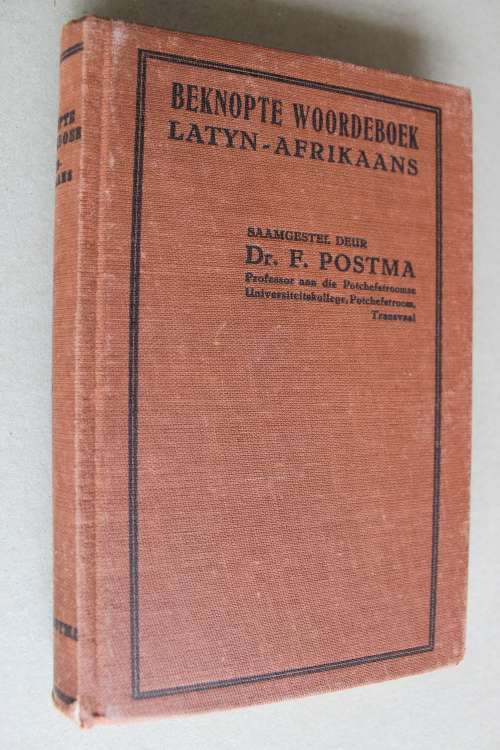 BEKNOPTE WOORDEBOEK
LATYN-AFRIKAANS
SAAMGESTEL DEUR
Dr. F. POSTMA
Professor aan die Potchefstroomse
Universiteitskollege, Potchefstroom,
Transvaal